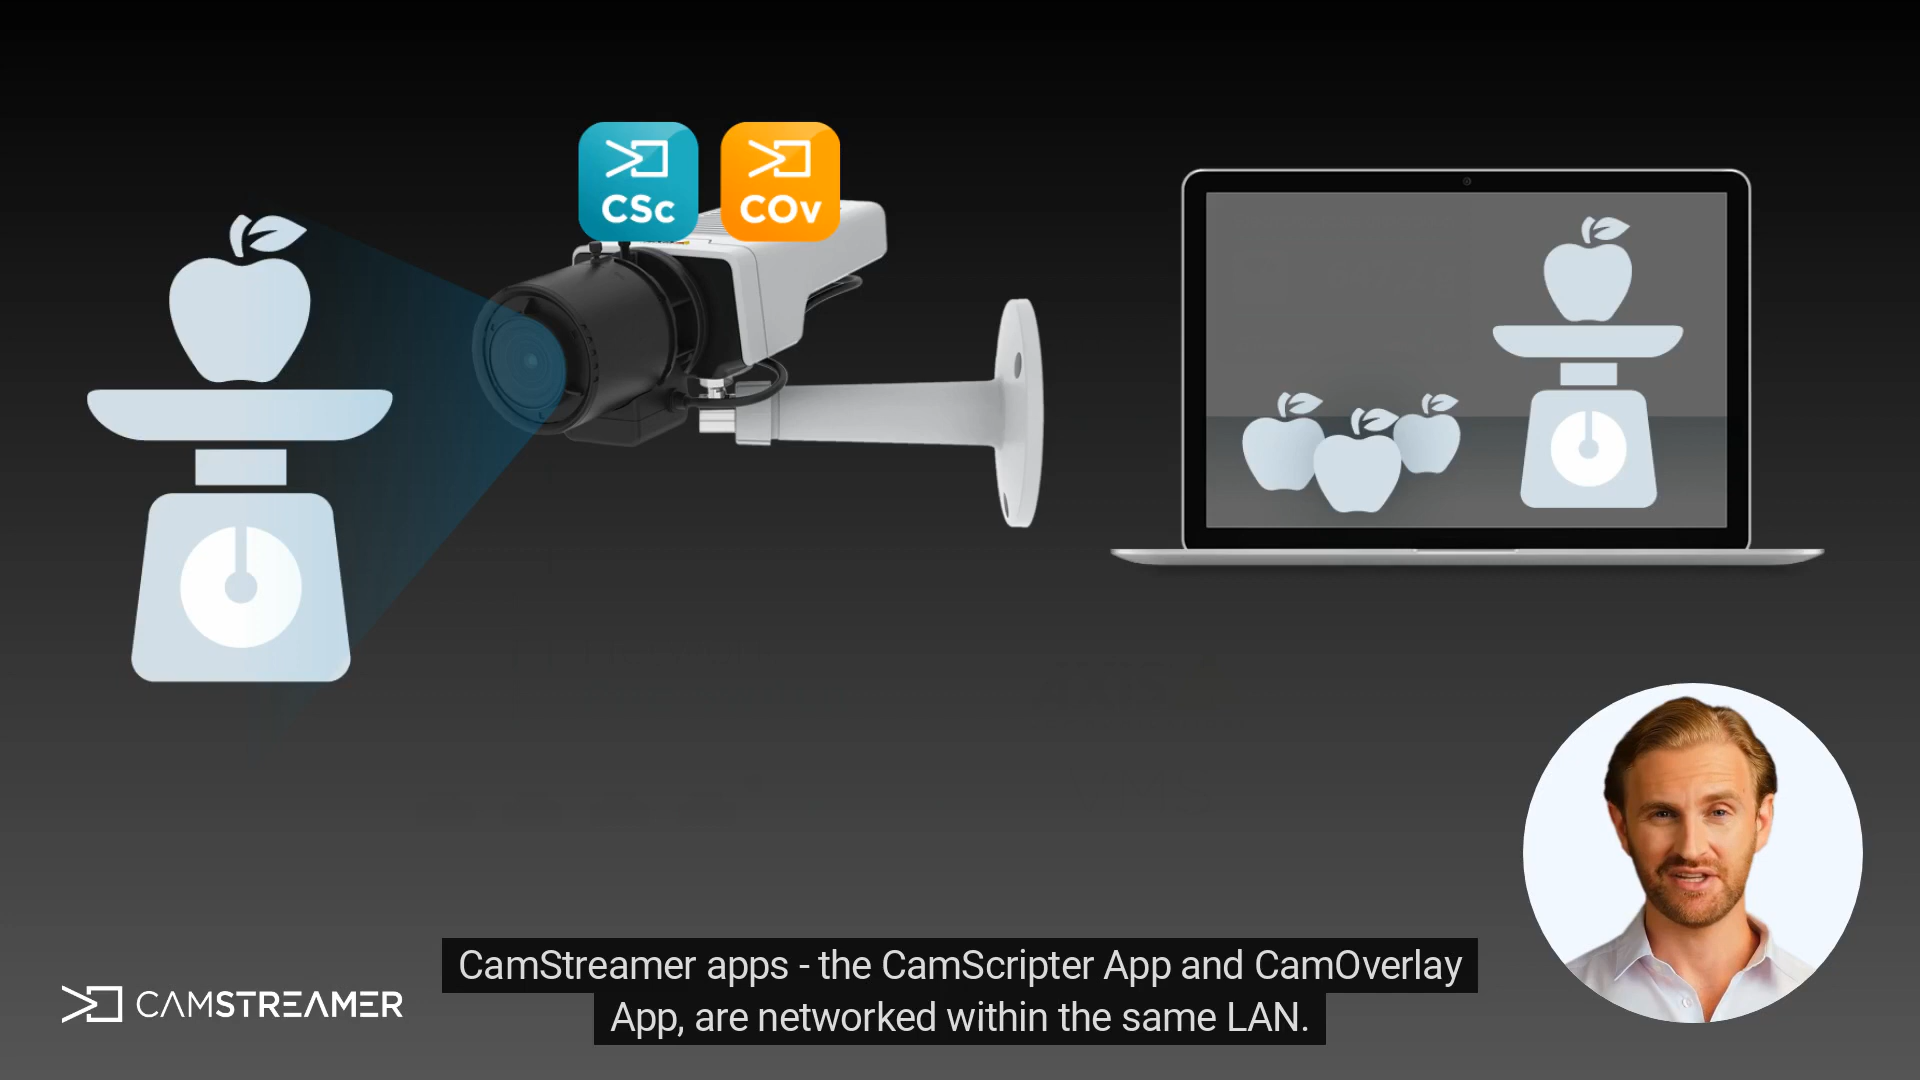 CSc
COv
CamStreamer apps - the CamScripter App and CamOverlay
App, are networked within the same LAN.
CAMSTREAMER